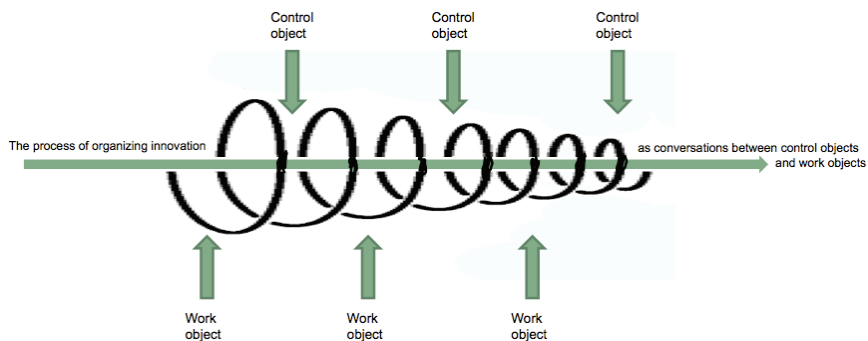 Control
object
Control
object
Control
object
The process of organizing innovation
as conversations between control objects
and work objects
Work
object
Work
object
Work
object